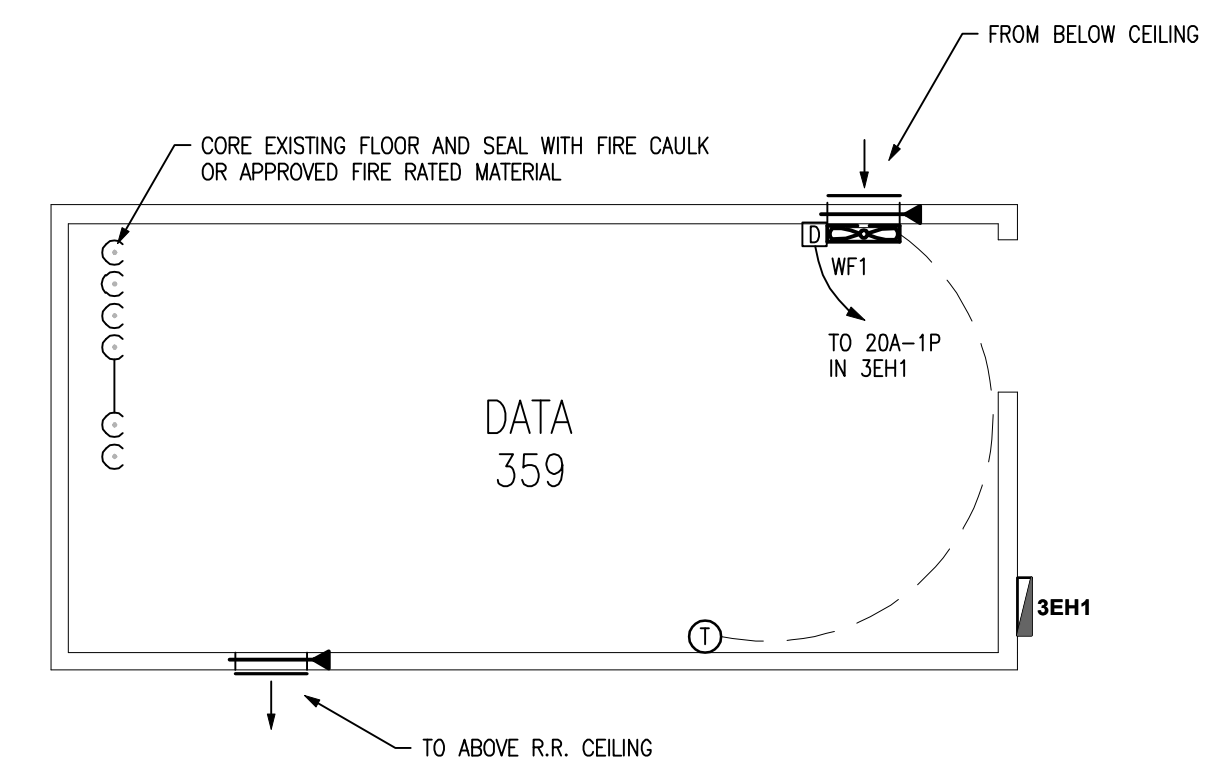 FROM BELOW CEILING
CORE EXISTING FLOOR AND SEAL WITH FIRE CAULK
OR APPROVED FIRE RATED MATERIAL
D
WF1
TO 20A-1P
IN 3EH1
DATA
359
3EH1
T
TO ABOVE R.R. CEILING